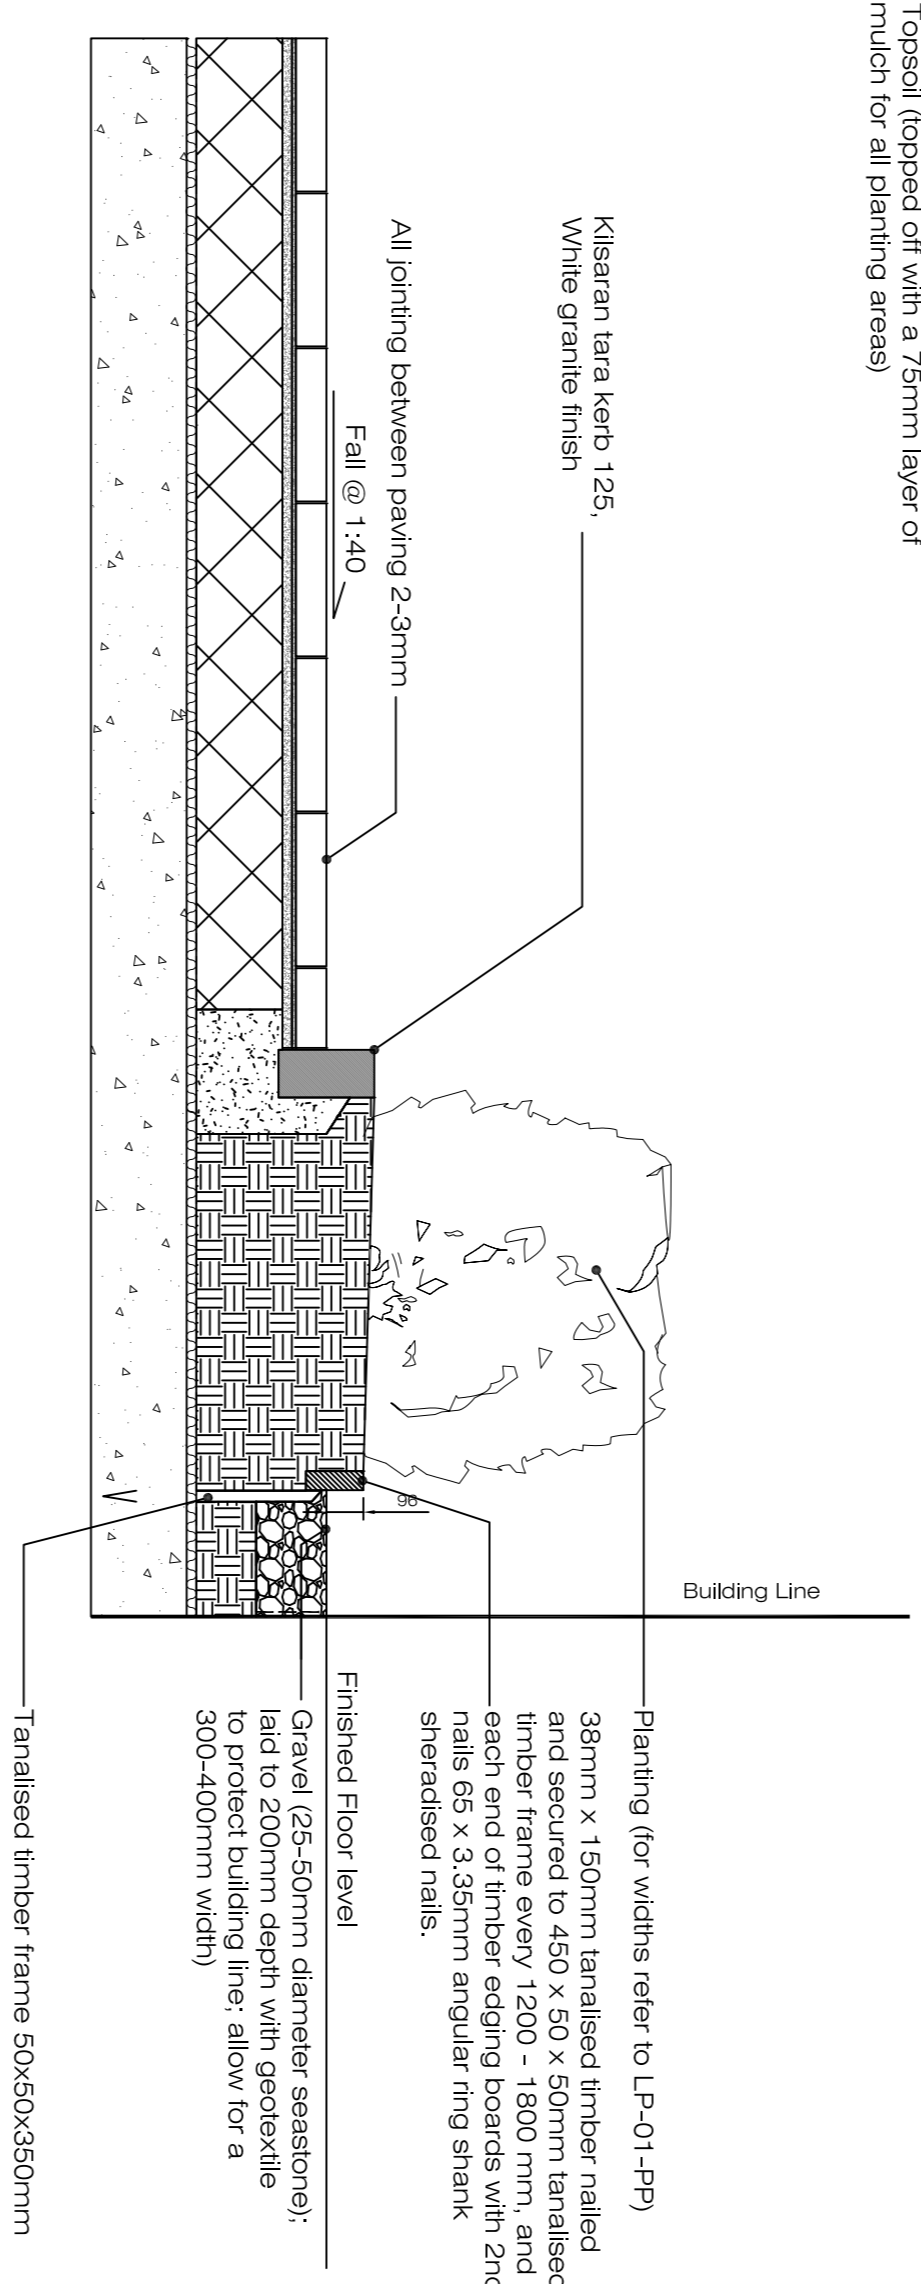 Topsoil (topped off with a 75mm layer of
mulch for all planting areas)
Kilsaran tara kerb 125,
White granite finish
All jointing between paving 2-3mm
Fall @ 1:40
96
Building Line
Planting (for widths refer to LP-01-PP)
38mm x 150mm tanalised timber nailed
and secured to 450 x 50 x 50mm tanalised
timber frame every 1200 - 1800 mm, and
each end of timber edging boards with 2no
nails 65 x 3.35mm angular ring shank
sheradised nails.
Finished Floor level
Gravel (25-50mm diameter seastone);
laid to 200mm depth with geotextile
to protect building line; allow for a
300-400mm width)
Tanalised timber frame 50x50x350mm